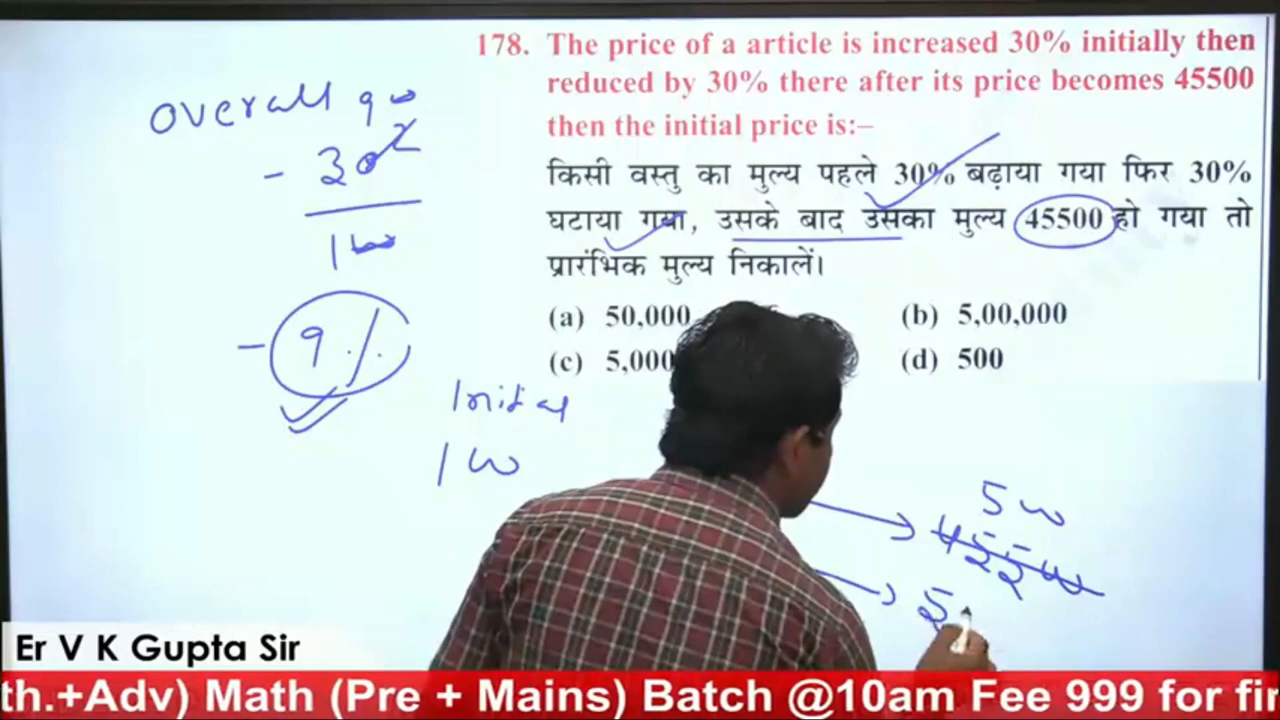 178. The price of a article is increased 30% initially then
reduced by 30% there after its price becomes 45500
then the initial price is:–
किसी वस्तु का मुल्य पहले 30% बढ़ाया गया फिर 30%
घटाया गया, उसके बाद उसका मुल्य 45500 हो गया तो
प्रारंभिक मुल्य निकालें।
(a) 50,000 (b) 5,00,000
(c) 5,000 (d) 500
overall
- 30²
100
- 9 %
Initial
100
500
45500
5
Er V K Gupta Sir
th.+Adv) Math (Pre + Mains) Batch @10am Fee 999 for fir